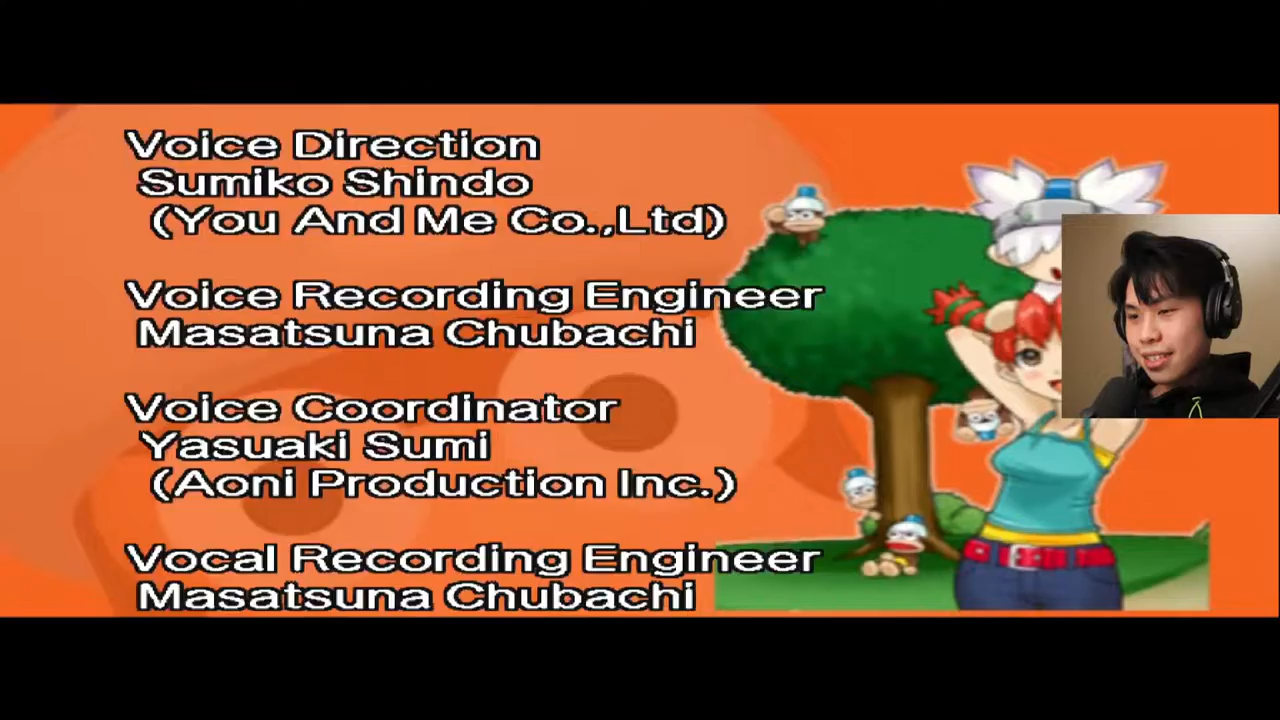 Voice Direction
Sumiko Shindo
(You And Me Co.,Ltd)
Voice Recording Engineer
Masatsuna Chubachi
Voice Coordinator
Yasuaki Sumi
(Aoni Production Inc.)
Vocal Recording Engineer
Masatsuna Chubachi